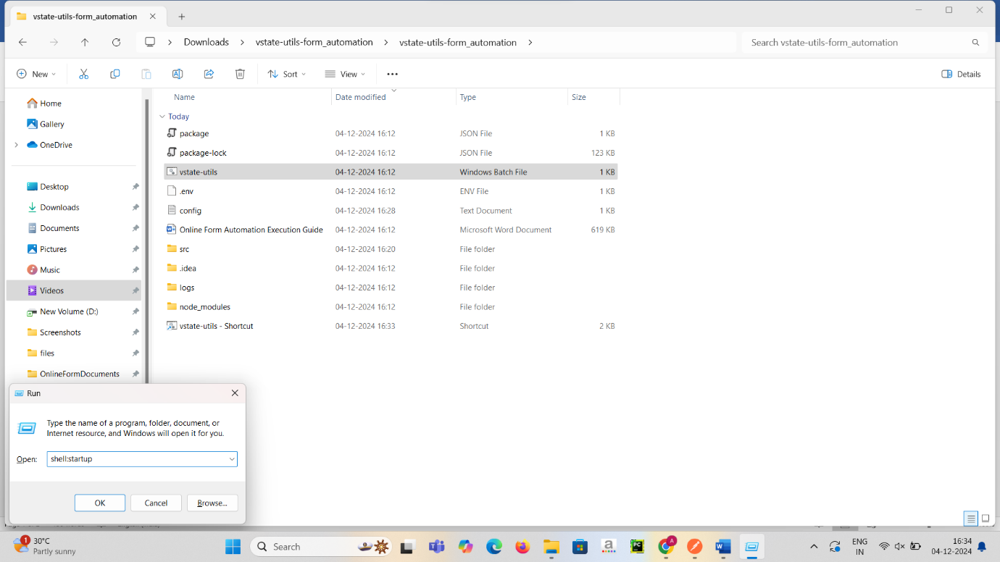 vstate-utils-form_automation
Downloads
vstate-utils-form_automation
vstate-utils-form_automation
Search vstate-utils-form_automation
New
Sort
View
Details
Name
Date modified
Type
Size
Home
Gallery
OneDrive
Desktop
Downloads
Documents
Pictures
Music
Videos
New Volume (D:)
Screenshots
files
OnlineFormDocuments
Today
package 04-12-2024 16:12 JSON File 1 KB
package-lock 04-12-2024 16:12 JSON File 123 KB
vstate-utils 04-12-2024 16:12 Windows Batch File 1 KB
.env 04-12-2024 16:12 ENV File 1 KB
config 04-12-2024 16:28 Text Document 1 KB
Online Form Automation Execution Guide 04-12-2024 16:12 Microsoft Word Document 619 KB
src 04-12-2024 16:20 File folder
.idea 04-12-2024 16:12 File folder
logs 04-12-2024 16:12 File folder
node_modules 04-12-2024 16:12 File folder
vstate-utils - Shortcut 04-12-2024 16:33 Shortcut 2 KB
Run
Type the name of a program, folder, document, or
Internet resource, and Windows will open it for you.
Open: shell:startup
OK
Cancel
Browse...
1
30°C
Partly sunny
Search
a
PC
A
W
ENG
IN
16:34
04-12-2024